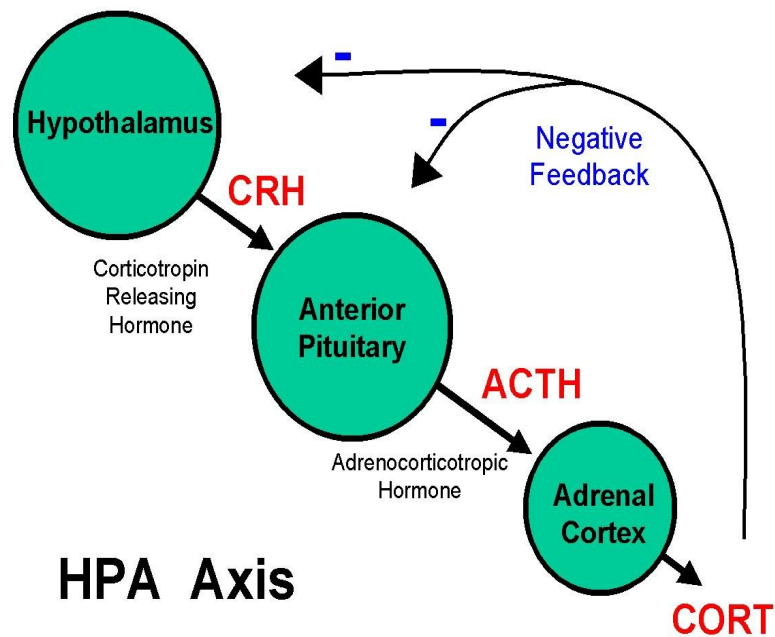 -
Hypothalamus
-
Negative
Feedback
CRH
Corticotropin
Releasing
Hormone
Anterior
Pituitary
ACTH
Adrenocorticotropic
Hormone
Adrenal
Cortex
HPA Axis
CORT